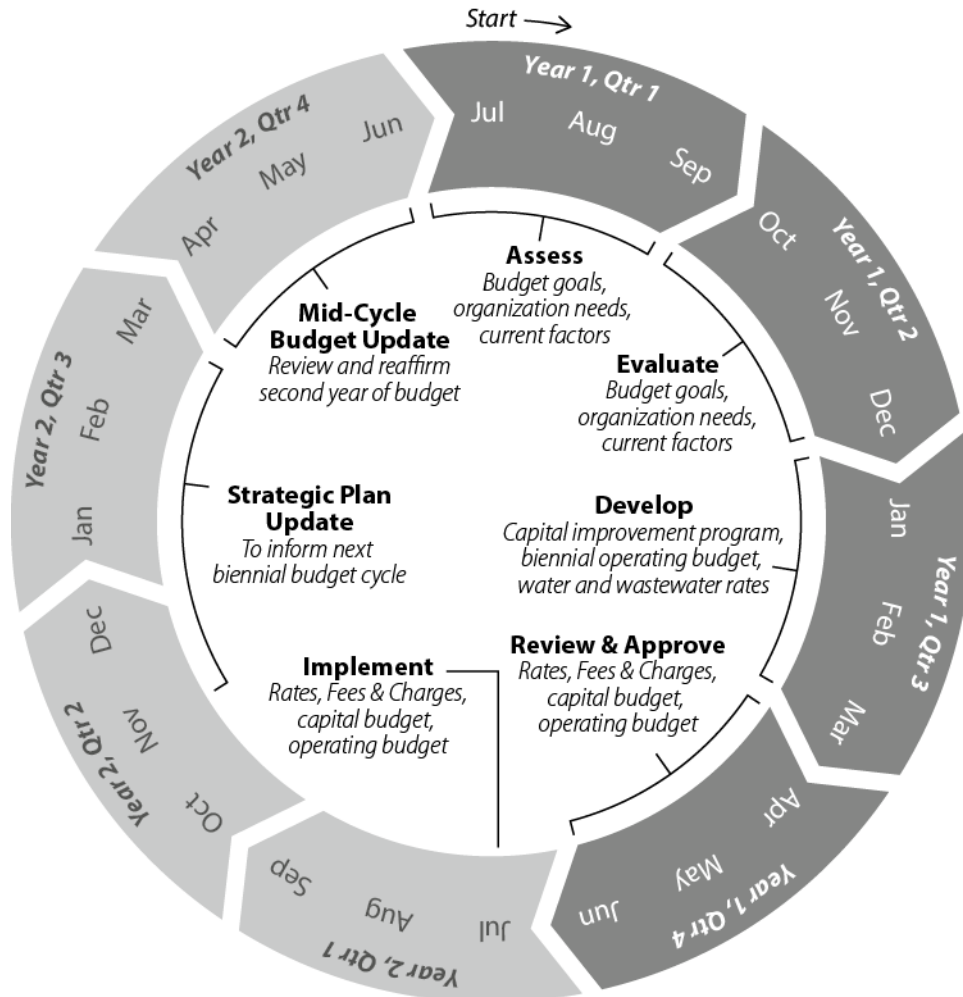 Start
Year 1, Qtr 1
Jul
Aug
Sep
Year 1, Qtr 2
Oct
Nov
Dec
Year 1, Qtr 3
Jan
Feb
Mar
Year 1, Qtr 4
Apr
May
Jun
Year 2, Qtr 1
Jul
Aug
Sep
Year 2, Qtr 2
Oct
Nov
Dec
Year 2, Qtr 3
Jan
Feb
Mar
Year 2, Qtr 4
Apr
May
Jun
Assess
Budget goals,
organization needs,
current factors
Evaluate
Budget goals,
organization needs,
current factors
Develop
Capital improvement program,
biennial operating budget,
water and wastewater rates
Review & Approve
Rates, Fees & Charges,
capital budget,
operating budget
Implement
Rates, Fees & Charges,
capital budget,
operating budget
Strategic Plan
Update
To inform next
biennial budget cycle
Mid-Cycle
Budget Update
Review and reaffirm
second year of budget